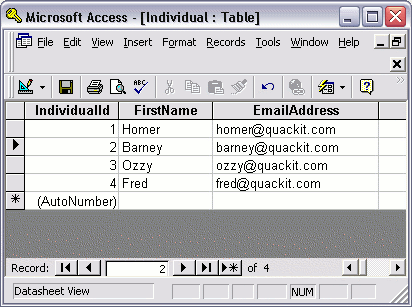 Microsoft Access - [Individual : Table]
File Edit View Insert Format Records Tools Window Help
ABC
IndividualId FirstName EmailAddress
1 Homer homer@quackit.com
2 Barney barney@quackit.com
3 Ozzy ozzy@quackit.com
4 Fred fred@quackit.com
(AutoNumber)
Record: 2 of 4
Datasheet View NUM